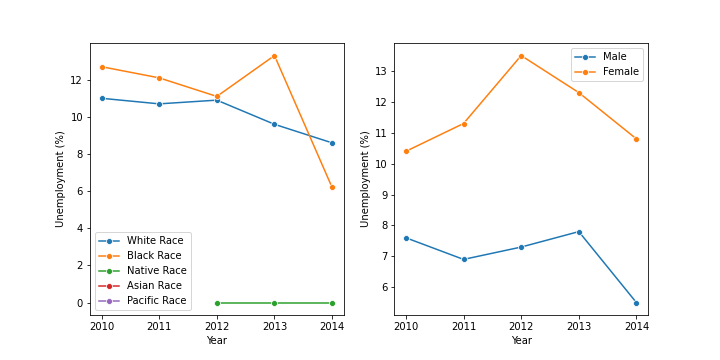 Unemployment (%)
12
10
8
6
4
2
0
White Race
Black Race
Native Race
Asian Race
Pacific Race
2010 2011 2012 2013 2014
Year
Unemployment (%)
13
12
11
10
9
8
7
6
Male
Female
2010 2011 2012 2013 2014
Year